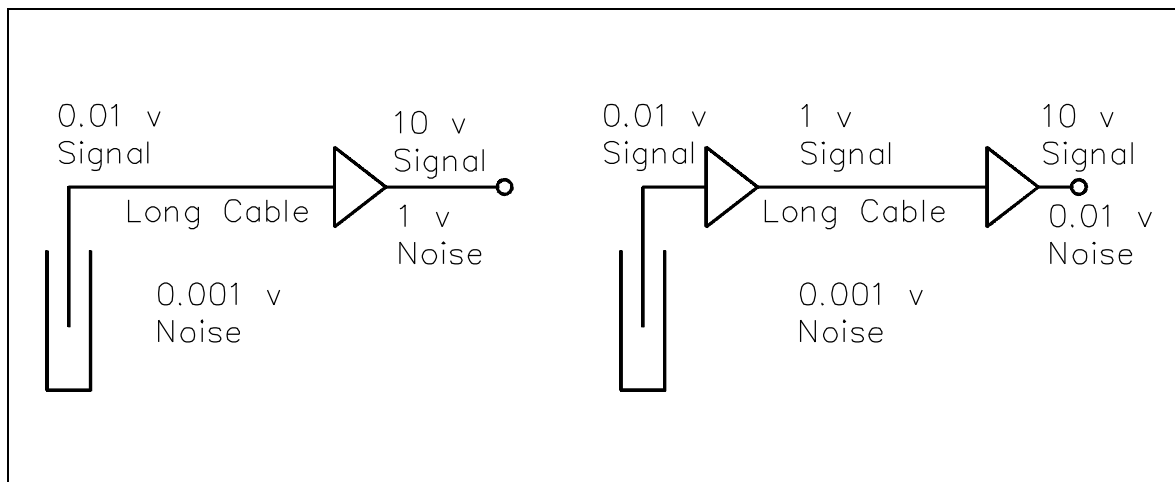 0.01 v
Signal
10 v
Signal
Long Cable
1 v
Noise
0.001 v
Noise
0.01 v
Signal
1 v
Signal
10 v
Signal
Long Cable
0.01 v
Noise
0.001 v
Noise